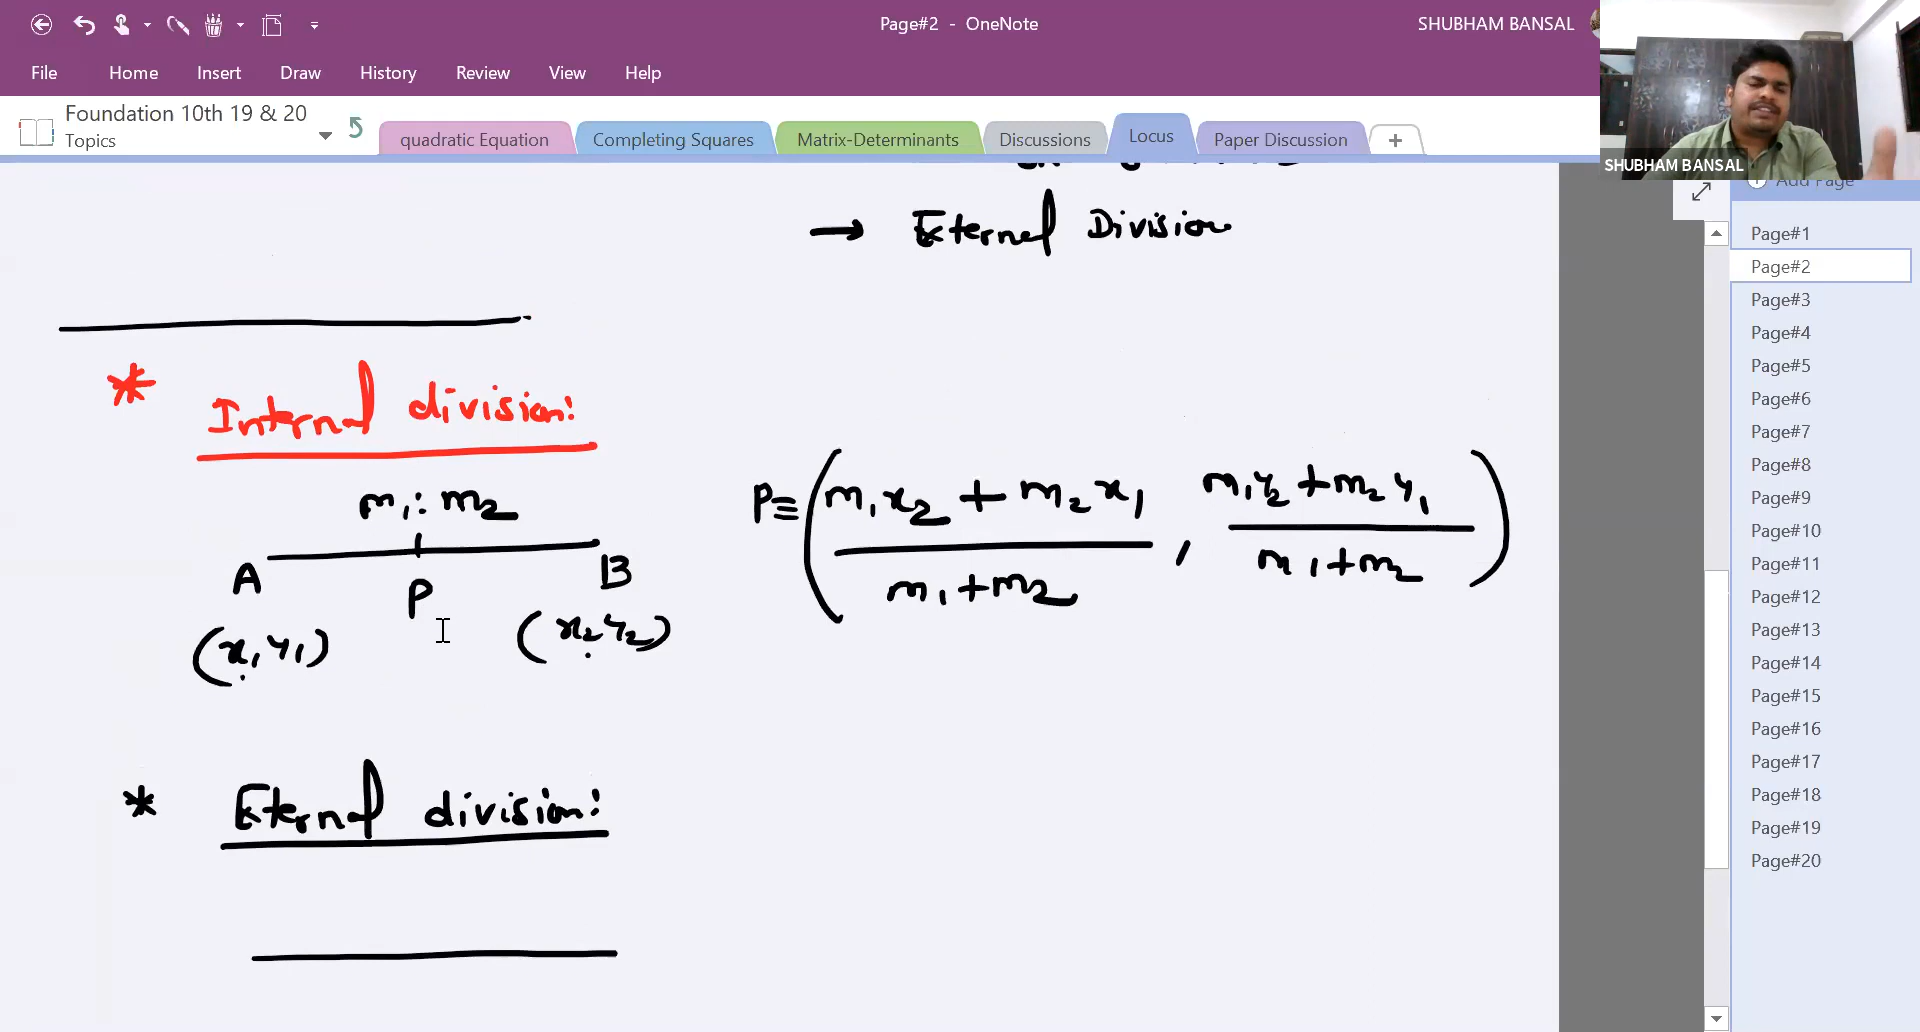 Page#2 - OneNote
SHUBHAM BANSAL
File Home Insert Draw History Review View Help
Foundation 10th 19 & 20
Topics
quadratic Equation Completing Squares Matrix-Determinants Discussions Locus Paper Discussion +
SHUBHAM BANSAL
Add Page
Page#1
Page#2
Page#3
Page#4
Page#5
Page#6
Page#7
Page#8
Page#9
Page#10
Page#11
Page#12
Page#13
Page#14
Page#15
Page#16
Page#17
Page#18
Page#19
Page#20
→ External Division
* Internal division:
m₁ : m₂
A P B
(x₁ y₁) (x₂ y₂)
P ≡ ( m₁x₂ + m₂x₁ / m₁+m₂ , m₁y₂+m₂y₁ / m₁+m₂ )
* External division: